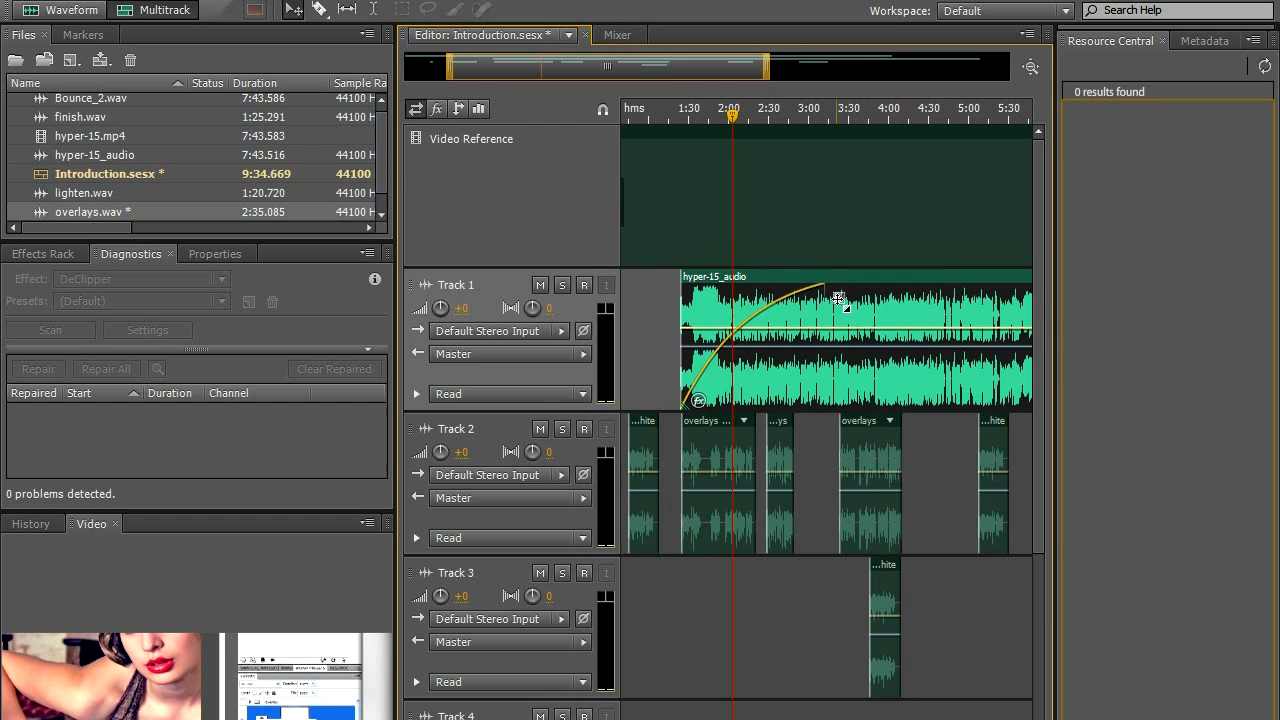 Waveform Multitrack Workspace: Default Search Help
Files × Markers
Name Status Duration Sample Ra
Bounce_2.wav 7:43.586 44100 H
finish.wav 1:25.291 44100 H
hyper-15.mp4 7:43.583
hyper-15_audio 7:43.516 44100 H
Introduction.sesx * 9:34.669 44100
lighten.wav 1:20.720 44100 H
overlays.wav * 2:35.085 44100 H
Effects Rack Diagnostics × Properties
Effect: DeClipper
Presets: (Default)
Scan Settings
Repair Repair All Clear Repaired
Repaired Start Duration Channel
0 problems detected.
History Video ×
Editor: Introduction.sesx * × Mixer
fx
hms 1:30 2:00 2:30 3:00 3:30 4:00 4:30 5:00 5:30
Video Reference
hyper-15_audio
Track 1 M S R I
+0 0
Default Stereo Input
Master
Read
fx
...hite overlays ... ...ys overlays ...hite
Track 2 M S R I
+0 0
Default Stereo Input
Master
Read
...hite
Track 3 M S R I
+0 0
Default Stereo Input
Master
Read
Track 4 M S R I
Resource Central × Metadata
0 results found